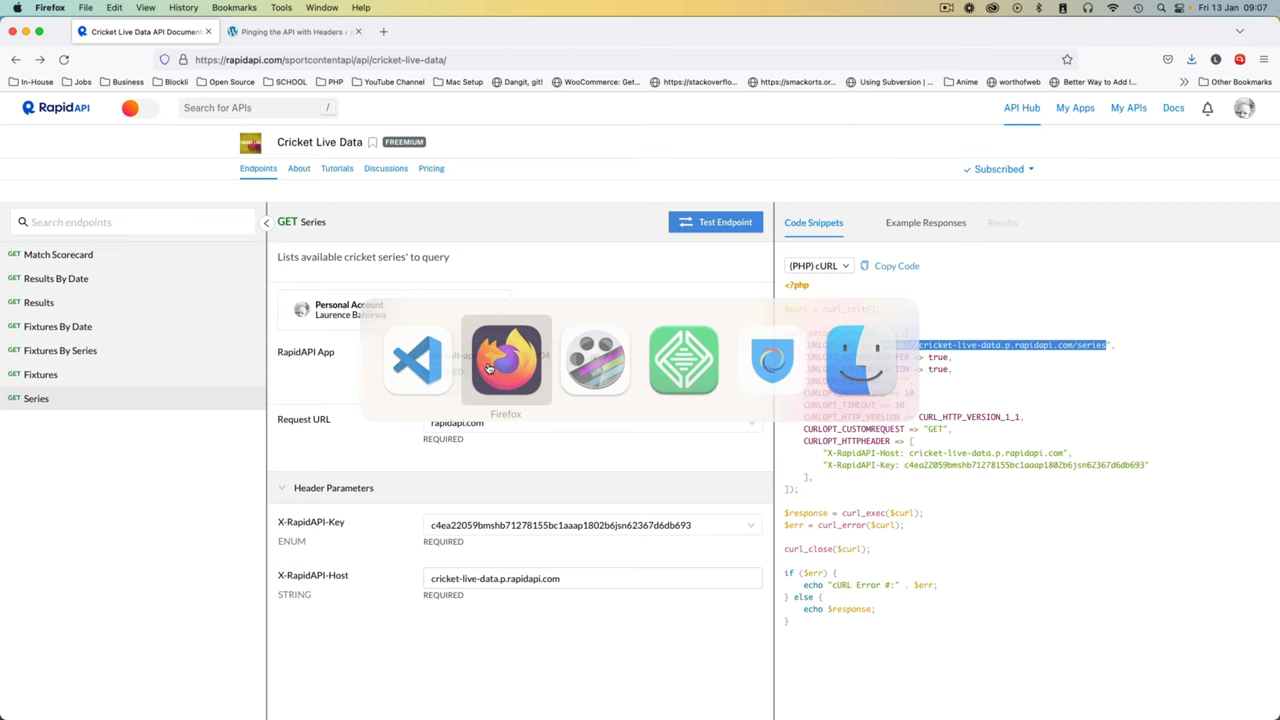 Firefox File Edit View History Bookmarks Tools Window Help Fri 13 Jan 09:07
Cricket Live Data API Document Pinging the API with Headers ‹
https://rapidapi.com/sportcontentapi/api/cricket-live-data/
In-House Jobs Business Blockli Open Source SCHOOL PHP YouTube Channel Mac Setup Dangit, git! WooCommerce: Get... https://stackoverflo... https://smackorts.or... Using Subversion |... Anime worthofweb Better Way to Add I... Other Bookmarks
RapidAPI Search for APIs / API Hub My Apps My APIs Docs
Cricket Live Data FREEMIUM
Endpoints About Tutorials Discussions Pricing Subscribed
Search endpoints
GET Match Scorecard
GET Results By Date
GET Results
GET Fixtures By Date
GET Fixtures By Series
GET Fixtures
GET Series
GET Series Test Endpoint
Lists available cricket series' to query
Personal Account
Laurence Bahiirwa
RapidAPI App
Firefox
Request URL rapidapi.com
REQUIRED
Header Parameters
X-RapidAPI-Key c4ea22059bmshb71278155bc1aaap1802b6jsn62367d6db693
ENUM REQUIRED
X-RapidAPI-Host cricket-live-data.p.rapidapi.com
STRING REQUIRED
Code Snippets Example Responses Results
(PHP) cURL Copy Code
<?php
$curl = curl_init();
cricket-live-data.p.rapidapi.com/series",
=> true,
=> true,
"",
10,
CURLOPT_TIMEOUT => 30,
CURLOPT_HTTP_VERSION => CURL_HTTP_VERSION_1_1,
CURLOPT_CUSTOMREQUEST => "GET",
CURLOPT_HTTPHEADER => [
"X-RapidAPI-Host: cricket-live-data.p.rapidapi.com",
"X-RapidAPI-Key: c4ea22059bmshb71278155bc1aaap1802b6jsn62367d6db693"
],
]);
$response = curl_exec($curl);
$err = curl_error($curl);
curl_close($curl);
if ($err) {
echo "cURL Error #:" . $err;
} else {
echo $response;
}